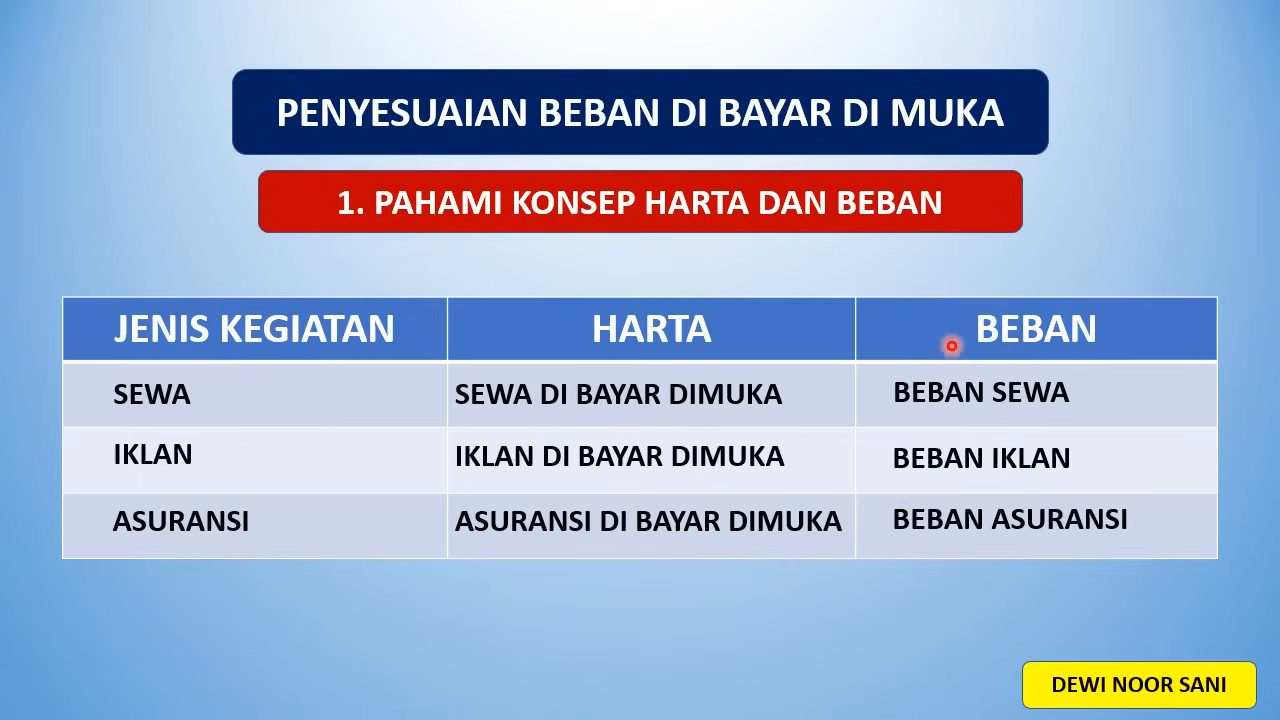 PENYESUAIAN BEBAN DI BAYAR DI MUKA
1. PAHAMI KONSEP HARTA DAN BEBAN
JENIS KEGIATAN HARTA BEBAN
SEWA SEWA DI BAYAR DIMUKA BEBAN SEWA
IKLAN IKLAN DI BAYAR DIMUKA BEBAN IKLAN
ASURANSI ASURANSI DI BAYAR DIMUKA BEBAN ASURANSI
DEWI NOOR SANI